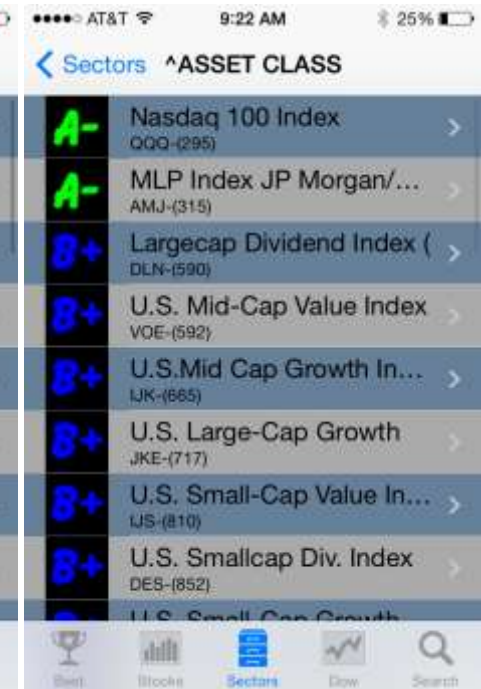 AT&T 9:22 AM 25%
Sectors ^ASSET CLASS
A- Nasdaq 100 Index
QQQ-(295)
A- MLP Index JP Morgan/...
AMJ-(315)
B+ Largecap Dividend Index (
DLN-(590)
B+ U.S. Mid-Cap Value Index
VOE-(592)
B+ U.S.Mid Cap Growth In...
IJK-(665)
B+ U.S. Large-Cap Growth
JKE-(717)
B+ U.S. Small-Cap Value In...
IJS-(810)
B+ U.S. Smallcap Div. Index
DES-(852)
B+ U.S. Small-Cap Growth
Best Stocks Sectors Dow Search